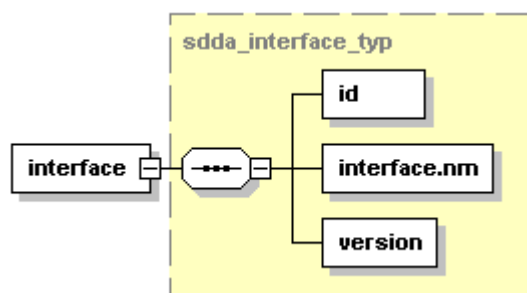 sdda_interface_typ
id
interface
interface.nm
version